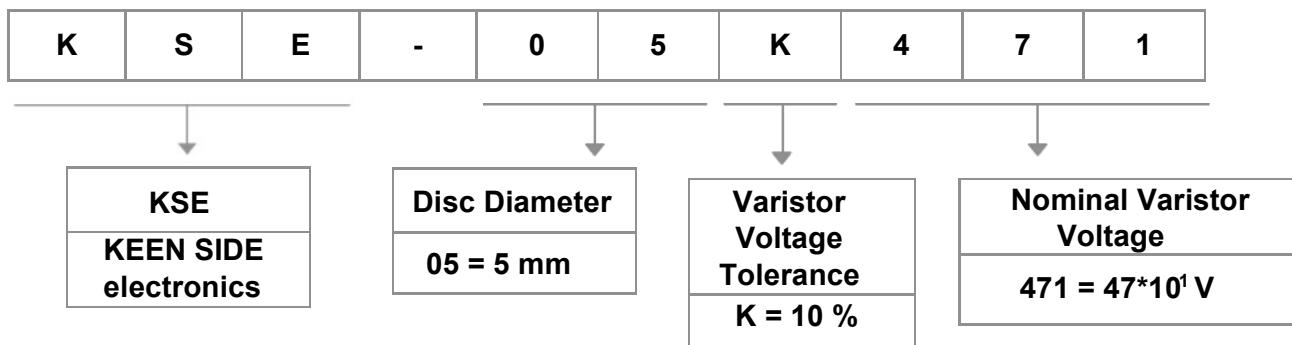 K S E - 0 5 K 4 7 1
KSE
KEEN SIDE
electronics
Disc Diameter
05 = 5 mm
Varistor
Voltage
Tolerance
K = 10 %
Nominal Varistor
Voltage
471 = 47*10¹ V